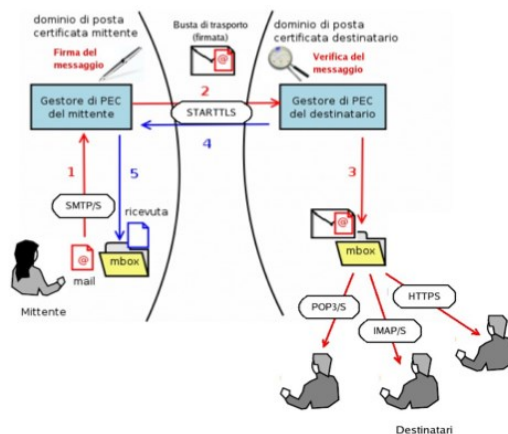 dominio di posta
certificata mittente
Busta di trasporto
(firmata)
dominio di posta
certificata destinatario
Firma del
messaggio
@
Verifica del
messaggio
Gestore di PEC
del mittente
2
STARTTLS
4
Gestore di PEC
del destinatario
1
5
3
SMTP/S
ricevuta
@
@
mail
mbox
@
mbox
Mittente
POP3/S
IMAP/S
HTTPS
Destinatari